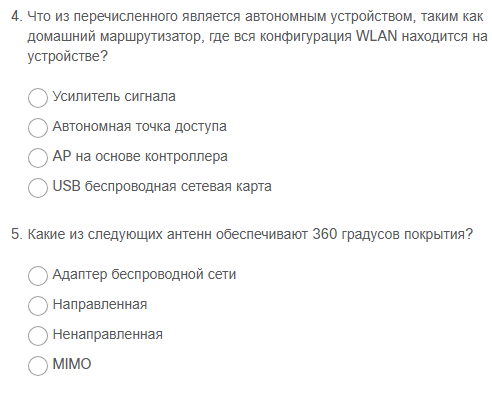 4. Что из перечисленного является автономным устройством, таким как
домашний маршрутизатор, где вся конфигурация WLAN находится на
устройстве?
Усилитель сигнала
Автономная точка доступа
AP на основе контроллера
USB беспроводная сетевая карта
5. Какие из следующих антенн обеспечивают 360 градусов покрытия?
Адаптер беспроводной сети
Направленная
Ненаправленная
MIMO